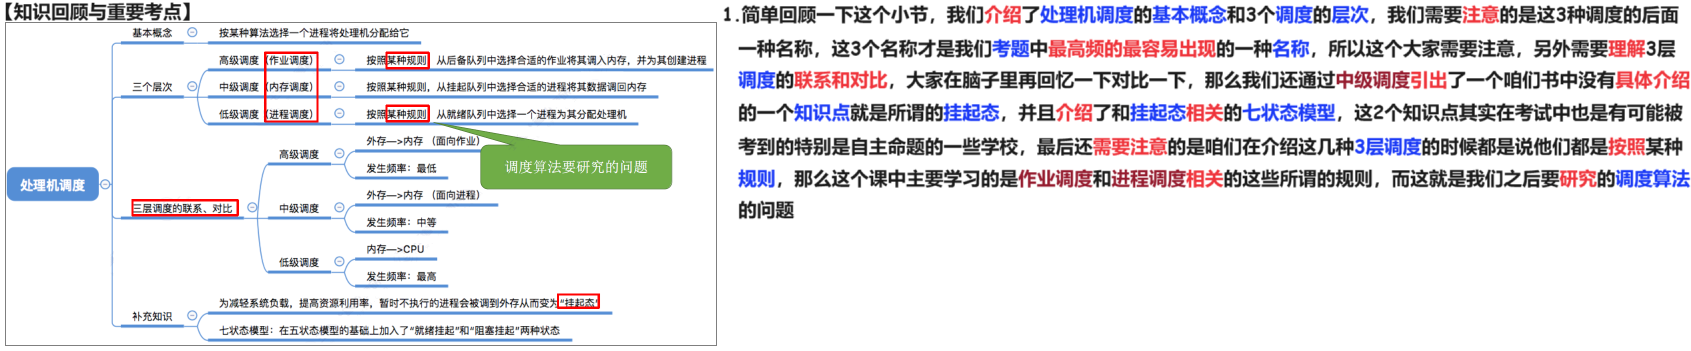 【知识回顾与重要考点】
基本概念
按某种算法选择一个进程将处理机分配给它
高级调度（作业调度）
按照某种规则，从后备队列中选择合适的作业将其调入内存，并为其创建进程
三个层次
中级调度（内存调度）
按照某种规则，从挂起队列中选择合适的进程将其数据调回内存
低级调度（进程调度）
按照某种规则，从就绪队列中选择一个进程为其分配处理机
调度算法要研究的问题
处理机调度
三层调度的联系、对比
高级调度
外存—>内存 （面向作业）
发生频率：最低
中级调度
外存—>内存 （面向进程）
发生频率：中等
低级调度
内存—>CPU
发生频率：最高
补充知识
为减轻系统负载，提高资源利用率，暂时不执行的进程会被调到外存从而变为“挂起态”
七状态模型：在五状态模型的基础上加入了“就绪挂起”和“阻塞挂起”两种状态
1.简单回顾一下这个小节，我们介绍了处理机调度的基本概念和3个调度的层次，我们需要注意的是这3种调度的后面
一种名称，这3个名称才是我们考题中最高频的最容易出现的一种名称，所以这个大家需要注意，另外需要理解3层
调度的联系和对比，大家在脑子里再回忆一下对比一下，那么我们还通过中级调度引出了一个咱们书中没有具体介绍
的一个知识点就是所谓的挂起态，并且介绍了和挂起态相关的七状态模型，这2个知识点其实在考试中也是有可能被
考到的特别是自主命题的一些学校，最后还需要注意的是咱们在介绍这几种3层调度的时候都是说他们都是按照某种
规则，那么这个课中主要学习的是作业调度和进程调度相关的这些所谓的规则，而这就是我们之后要研究的调度算法
的问题